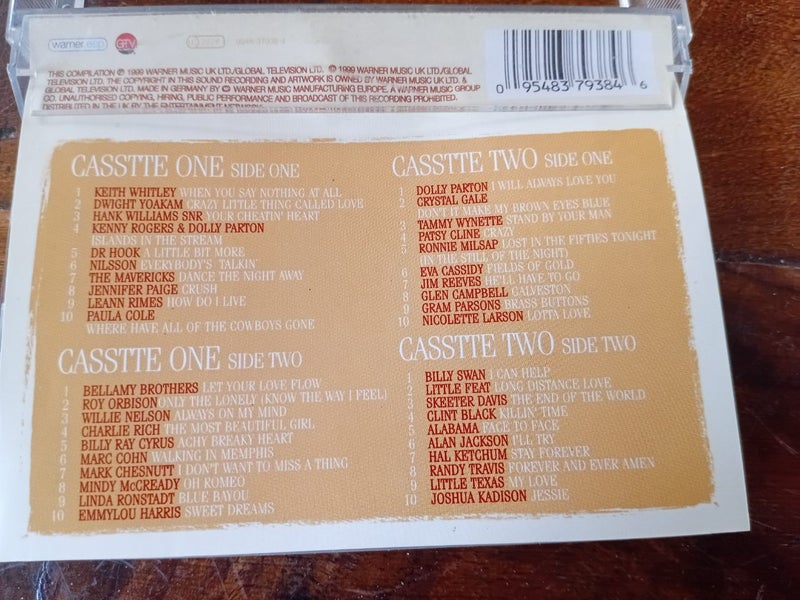 warner.esp
GTV
THIS COMPILATION ℗ 1999 WARNER MUSIC UK LTD./GLOBAL TELEVISION LTD. © 1999 WARNER MUSIC UK LTD./GLOBAL
TELEVISION LTD. THE COPYRIGHT IN THIS SOUND RECORDING AND ARTWORK IS OWNED BY WARNER MUSIC UK LTD./
GLOBAL TELEVISION LTD. MADE IN GERMANY BY WARNER MUSIC MANUFACTURING EUROPE. A WARNER MUSIC GROUP
CO. UNAUTHORISED COPYING, HIRING, PUBLIC PERFORMANCE AND BROADCAST OF THIS RECORDING PROHIBITED.
DISTRIBUTED IN THE UK BY THE ENTERTAINMENT NETWORK
0 95483 79384 6
CASSTTE ONE SIDE ONE
1 KEITH WHITLEY WHEN YOU SAY NOTHING AT ALL
2 DWIGHT YOAKAM CRAZY LITTLE THING CALLED LOVE
3 HANK WILLIAMS SNR YOUR CHEATIN' HEART
4 KENNY ROGERS & DOLLY PARTON
ISLANDS IN THE STREAM
5 DR HOOK A LITTLE BIT MORE
6 NILSSON EVERYBODY'S TALKIN'
7 THE MAVERICKS DANCE THE NIGHT AWAY
8 JENNIFER PAIGE CRUSH
9 LEANN RIMES HOW DO I LIVE
10 PAULA COLE
WHERE HAVE ALL OF THE COWBOYS GONE
CASSTTE ONE SIDE TWO
1 BELLAMY BROTHERS LET YOUR LOVE FLOW
2 ROY ORBISON ONLY THE LONELY (KNOW THE WAY I FEEL)
3 WILLIE NELSON ALWAYS ON MY MIND
4 CHARLIE RICH THE MOST BEAUTIFUL GIRL
5 BILLY RAY CYRUS ACHY BREAKY HEART
6 MARC COHN WALKING IN MEMPHIS
7 MARK CHESNUTT I DON'T WANT TO MISS A THING
8 MINDY McCREADY OH ROMEO
9 LINDA RONSTADT BLUE BAYOU
10 EMMYLOU HARRIS SWEET DREAMS
CASSTTE TWO SIDE ONE
1 DOLLY PARTON I WILL ALWAYS LOVE YOU
2 CRYSTAL GALE
DON'T IT MAKE MY BROWN EYES BLUE
3 TAMMY WYNETTE STAND BY YOUR MAN
4 PATSY CLINE CRAZY
5 RONNIE MILSAP LOST IN THE FIFTIES TONIGHT
(IN THE STILL OF THE NIGHT)
6 EVA CASSIDY FIELDS OF GOLD
7 JIM REEVES HE'LL HAVE TO GO
8 GLEN CAMPBELL GALVESTON
9 GRAM PARSONS BRASS BUTTONS
10 NICOLETTE LARSON LOTTA LOVE
CASSTTE TWO SIDE TWO
1 BILLY SWAN I CAN HELP
2 LITTLE FEAT LONG DISTANCE LOVE
3 SKEETER DAVIS THE END OF THE WORLD
4 CLINT BLACK KILLIN' TIME
5 ALABAMA FACE TO FACE
6 ALAN JACKSON I'LL TRY
7 HAL KETCHUM STAY FOREVER
8 RANDY TRAVIS FOREVER AND EVER AMEN
9 LITTLE TEXAS MY LOVE
10 JOSHUA KADISON JESSIE